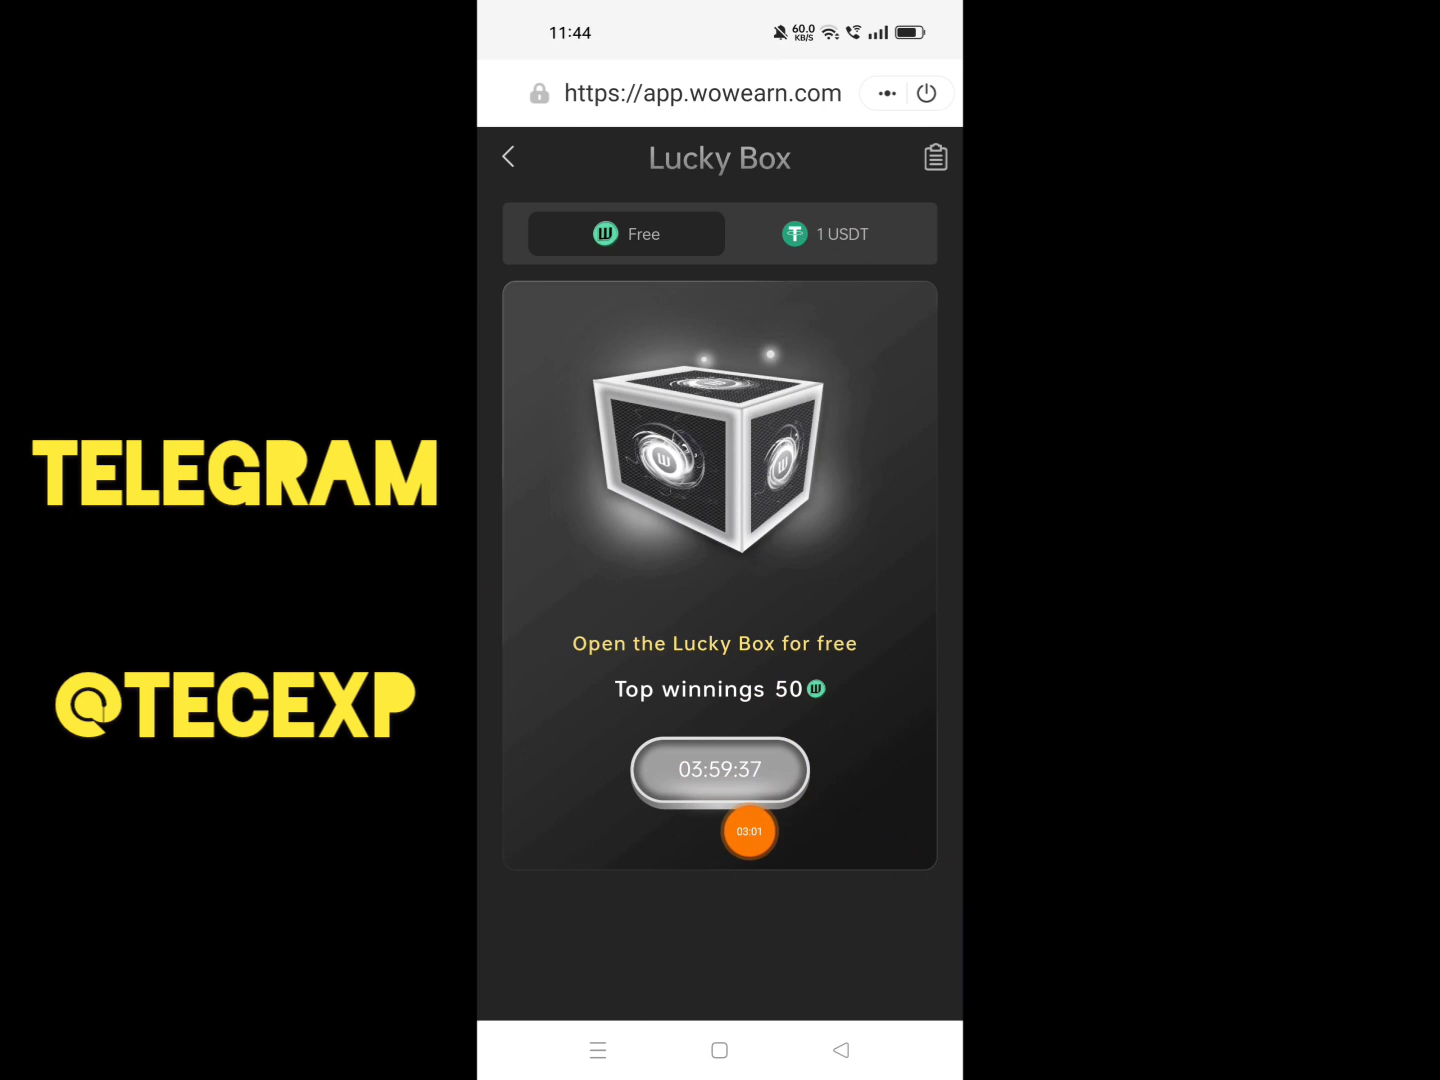 11:44
60.0
KB/S
https://app.wowearn.com
Lucky Box
Free
1 USDT
Open the Lucky Box for free
Top winnings 50
03:59:37
03:01
TELEGRAM
@TECEXP